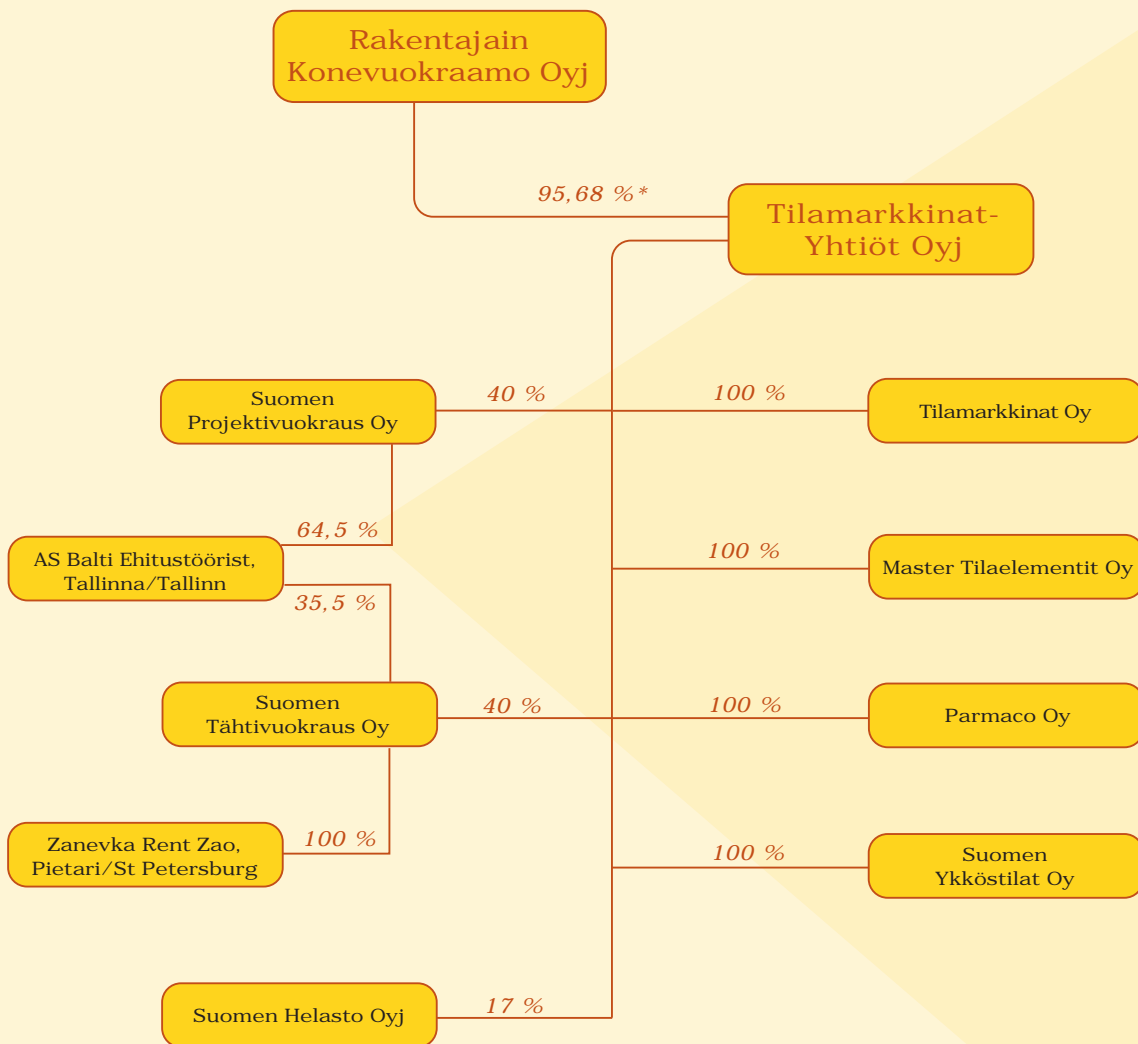 Rakentajain
Konevuokraamo Oyj
95,68 %*
Tilamarkkinat-
Yhtiöt Oyj
Suomen
Projektivuokraus Oy
40 %
100 %
Tilamarkkinat Oy
64,5 %
AS Balti Ehitustöörist,
Tallinna/Tallinn
35,5 %
100 %
Master Tilaelementit Oy
Suomen
Tähtivuokraus Oy
40 %
100 %
Parmaco Oy
Zanevka Rent Zao,
Pietari/St Petersburg
100 %
100 %
Suomen
Ykköstilat Oy
Suomen Helasto Oyj
17 %